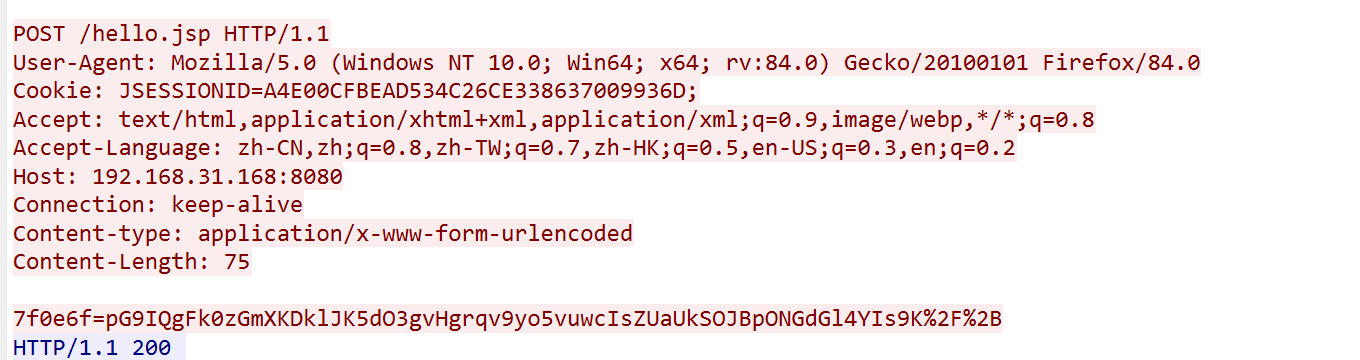 POST /hello.jsp HTTP/1.1
User-Agent: Mozilla/5.0 (Windows NT 10.0; Win64; x64; rv:84.0) Gecko/20100101 Firefox/84.0
Cookie: JSESSIONID=A4E00CFBEAD534C26CE338637009936D;
Accept: text/html,application/xhtml+xml,application/xml;q=0.9,image/webp,*/*;q=0.8
Accept-Language: zh-CN,zh;q=0.8,zh-TW;q=0.7,zh-HK;q=0.5,en-US;q=0.3,en;q=0.2
Host: 192.168.31.168:8080
Connection: keep-alive
Content-type: application/x-www-form-urlencoded
Content-Length: 75
7f0e6f=pG9IQgFk0zGmXKDklJK5dO3gvHgrqv9yo5vuwcIsZUaUkSOJBpONGdGl4YIs9K%2F%2B
HTTP/1.1 200